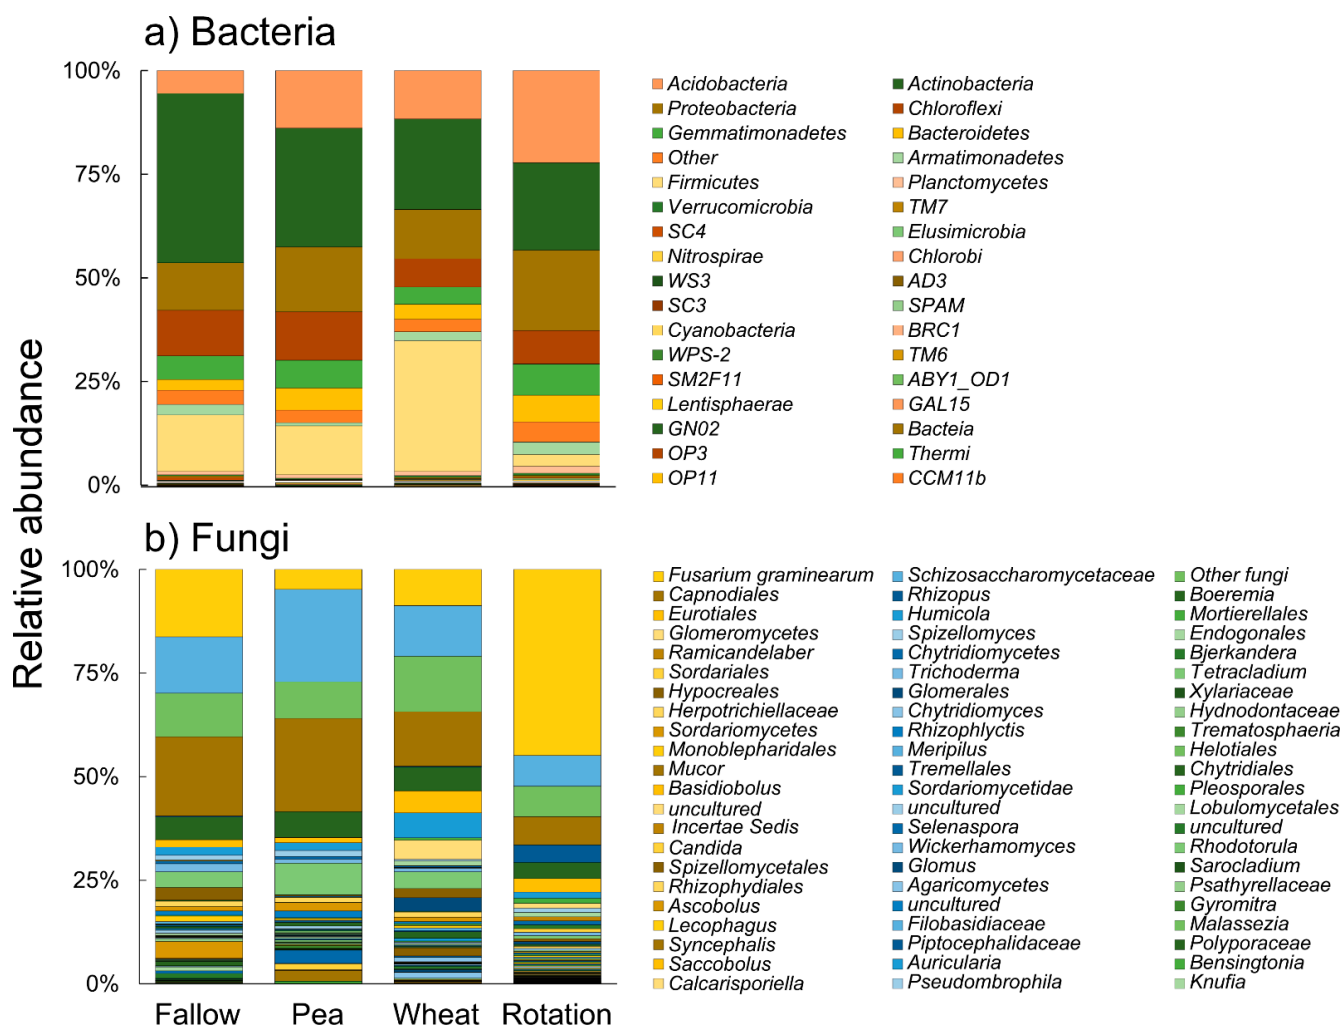 a) Bacteria
Relative abundance
100%
75%
50%
25%
0%
Acidobacteria Actinobacteria
Proteobacteria Chloroflexi
Gemmatimonadetes Bacteroidetes
Other Armatimonadetes
Firmicutes Planctomycetes
Verrucomicrobia TM7
SC4 Elusimicrobia
Nitrospirae Chlorobi
WS3 AD3
SC3 SPAM
Cyanobacteria BRC1
WPS-2 TM6
SM2F11 ABY1_OD1
Lentisphaerae GAL15
GN02 Bacteia
OP3 Thermi
OP11 CCM11b
b) Fungi
100%
75%
50%
25%
0%
Fallow Pea Wheat Rotation
Fusarium graminearum Schizosaccharomycetaceae Other fungi
Capnodiales Rhizopus Boeremia
Eurotiales Humicola Mortierellales
Glomeromycetes Spizellomyces Endogonales
Ramicandelaber Chytridiomycetes Bjerkandera
Sordariales Trichoderma Tetracladium
Hypocreales Glomerales Xylariaceae
Herpotrichiellaceae Chytridiomyces Hydnodontaceae
Sordariomycetes Rhizophlyctis Trematosphaeria
Monoblepharidales Meripilus Helotiales
Mucor Tremellales Chytridiales
Basidiobolus Sordariomycetidae Pleosporales
uncultured uncultured Lobulomycetales
Incertae Sedis Selenaspora uncultured
Candida Wickerhamomyces Rhodotorula
Spizellomycetales Glomus Sarocladium
Rhizophydiales Agaricomycetes Psathyrellaceae
Ascobolus uncultured Gyromitra
Lecophagus Filobasidiaceae Malassezia
Syncephalis Piptocephalidaceae Polyporaceae
Saccobolus Auricularia Bensingtonia
Calcarisporiella Pseudombrophila Knufia